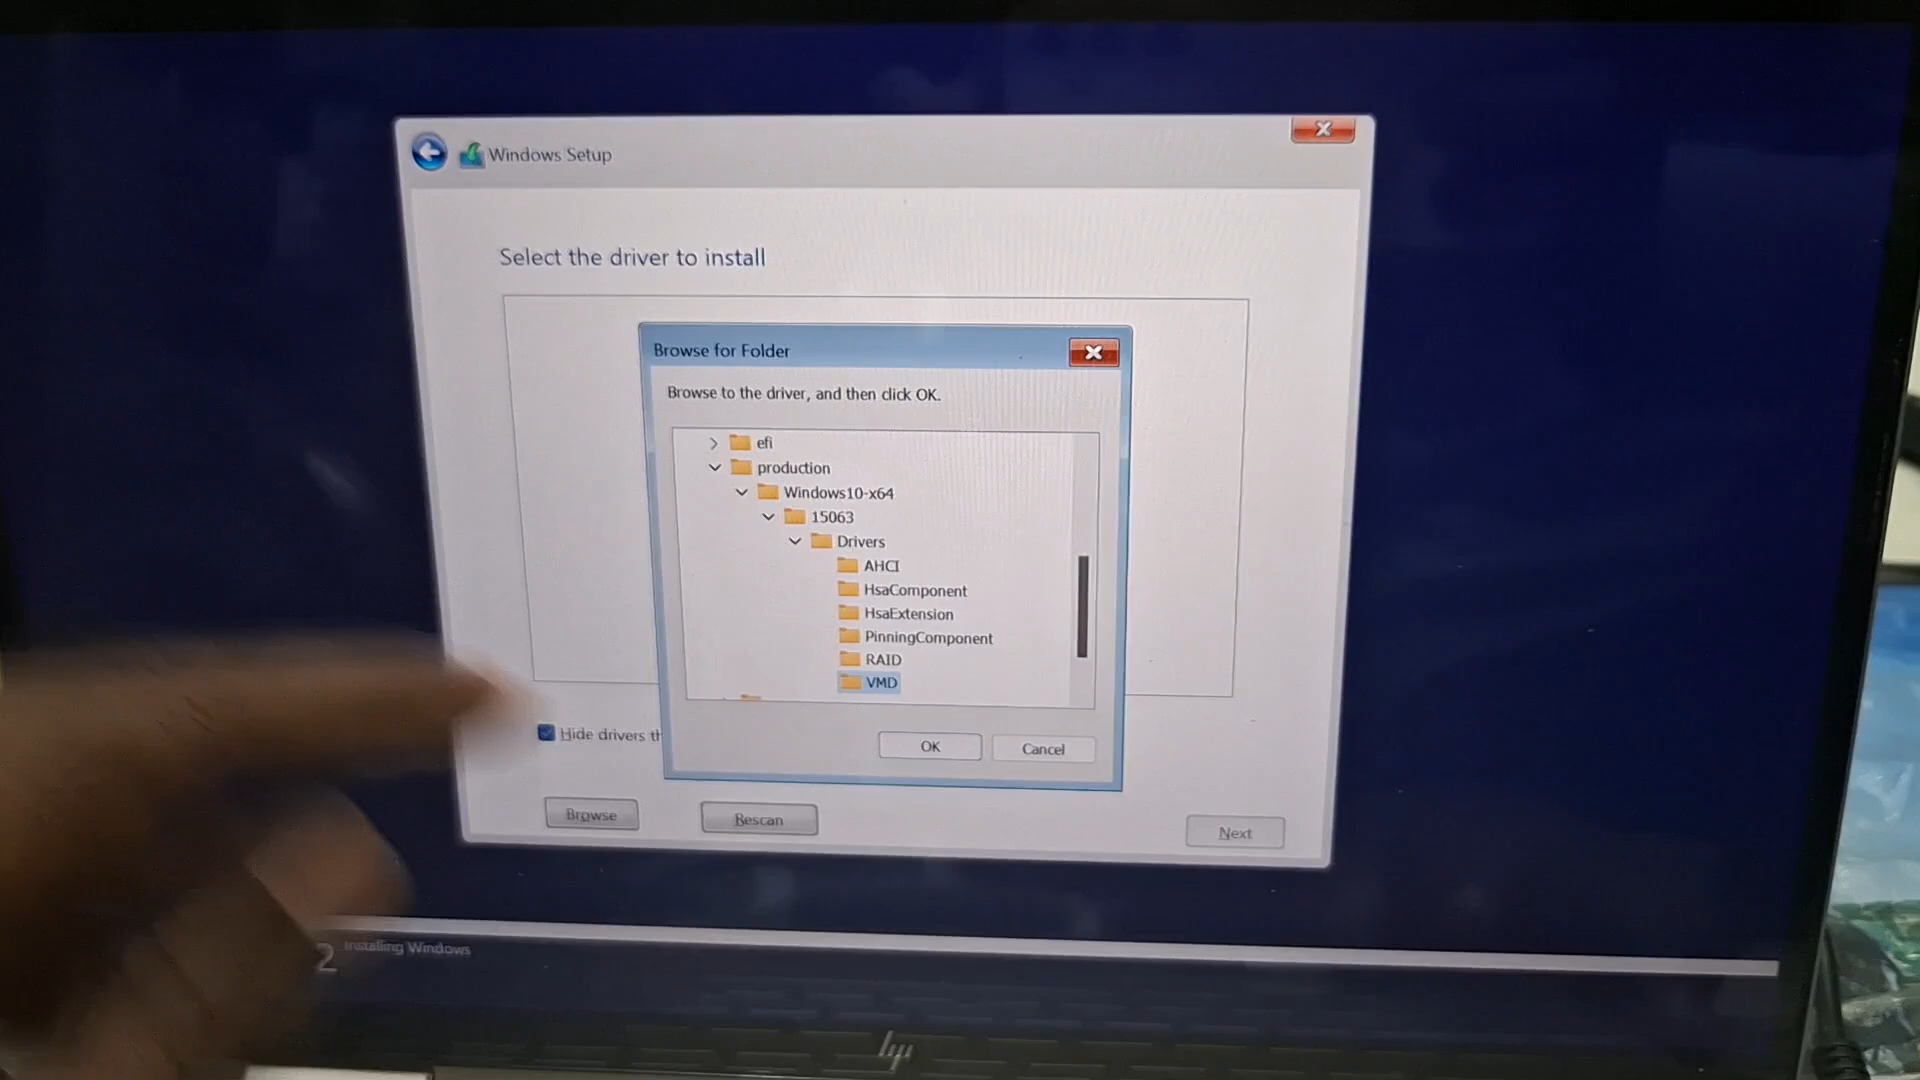 Windows Setup
Select the driver to install
Browse for Folder
Browse to the driver, and then click OK.
efi
production
Windows10-x64
15063
Drivers
AHCI
HsaComponent
HsaExtension
PinningComponent
RAID
VMD
OK
Cancel
Hide drivers th
Browse
Rescan
Next
2
Installing Windows
hp